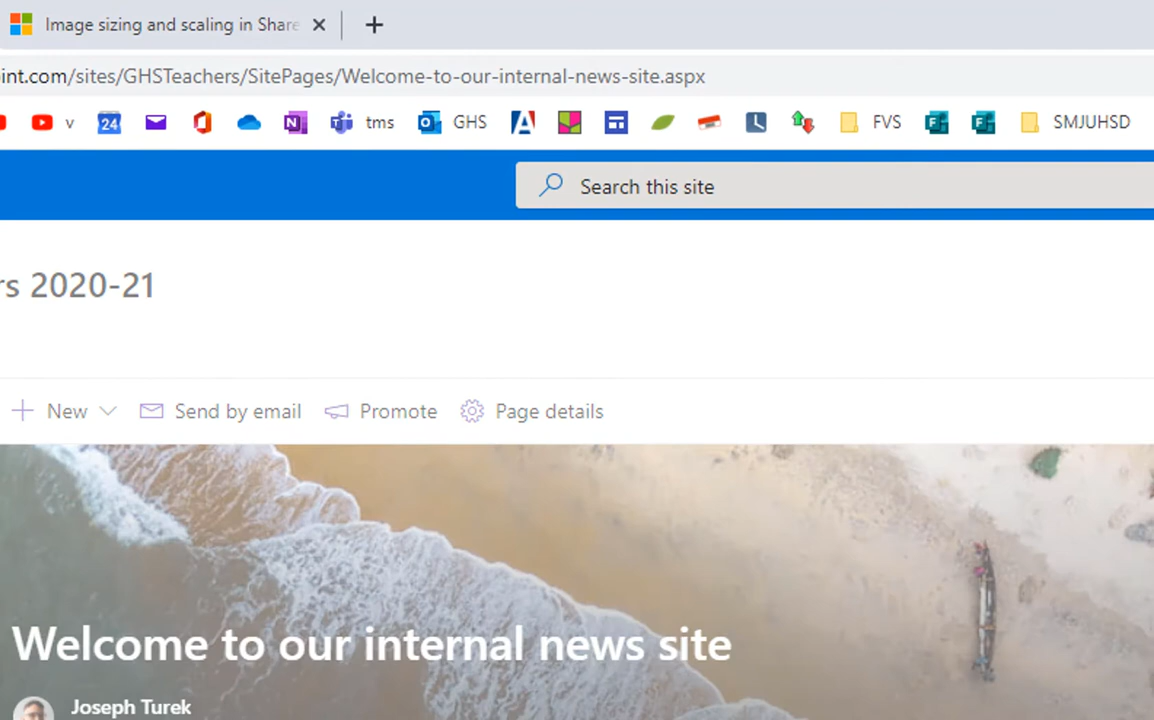 Image sizing and scaling in Share
int.com/sites/GHSTeachers/SitePages/Welcome-to-our-internal-news-site.aspx
v 24 tms GHS FVS SMJUHSD
Search this site
rs 2020-21
New Send by email Promote Page details
Welcome to our internal news site
Joseph Turek